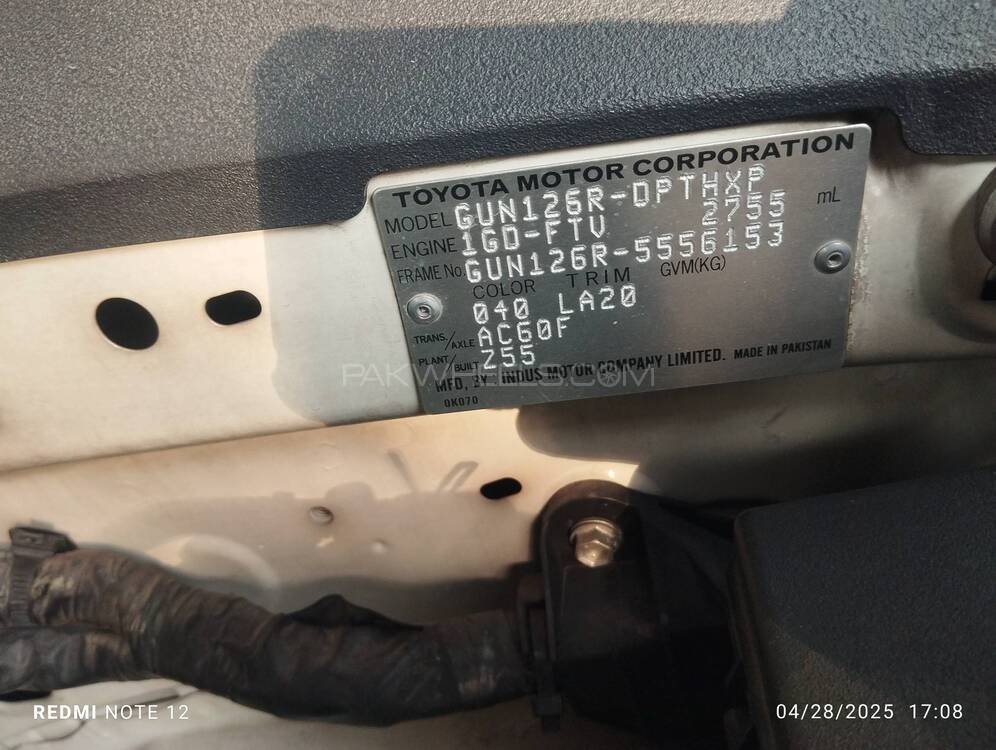 TOYOTA MOTOR CORPORATION
MODEL GUN126R-DPTHXP
ENGINE 1GD-FTV 2755 mL
FRAME No. GUN126R-5556153
COLOR TRIM GVM(KG)
040 LA20
TRANS./AXLE AC60F
PLANT/BUILT Z55
MFD. BY INDUS MOTOR COMPANY LIMITED. MADE IN PAKISTAN
0K070
PAKWHEELS.COM
REDMI NOTE 12
04/28/2025 17:08